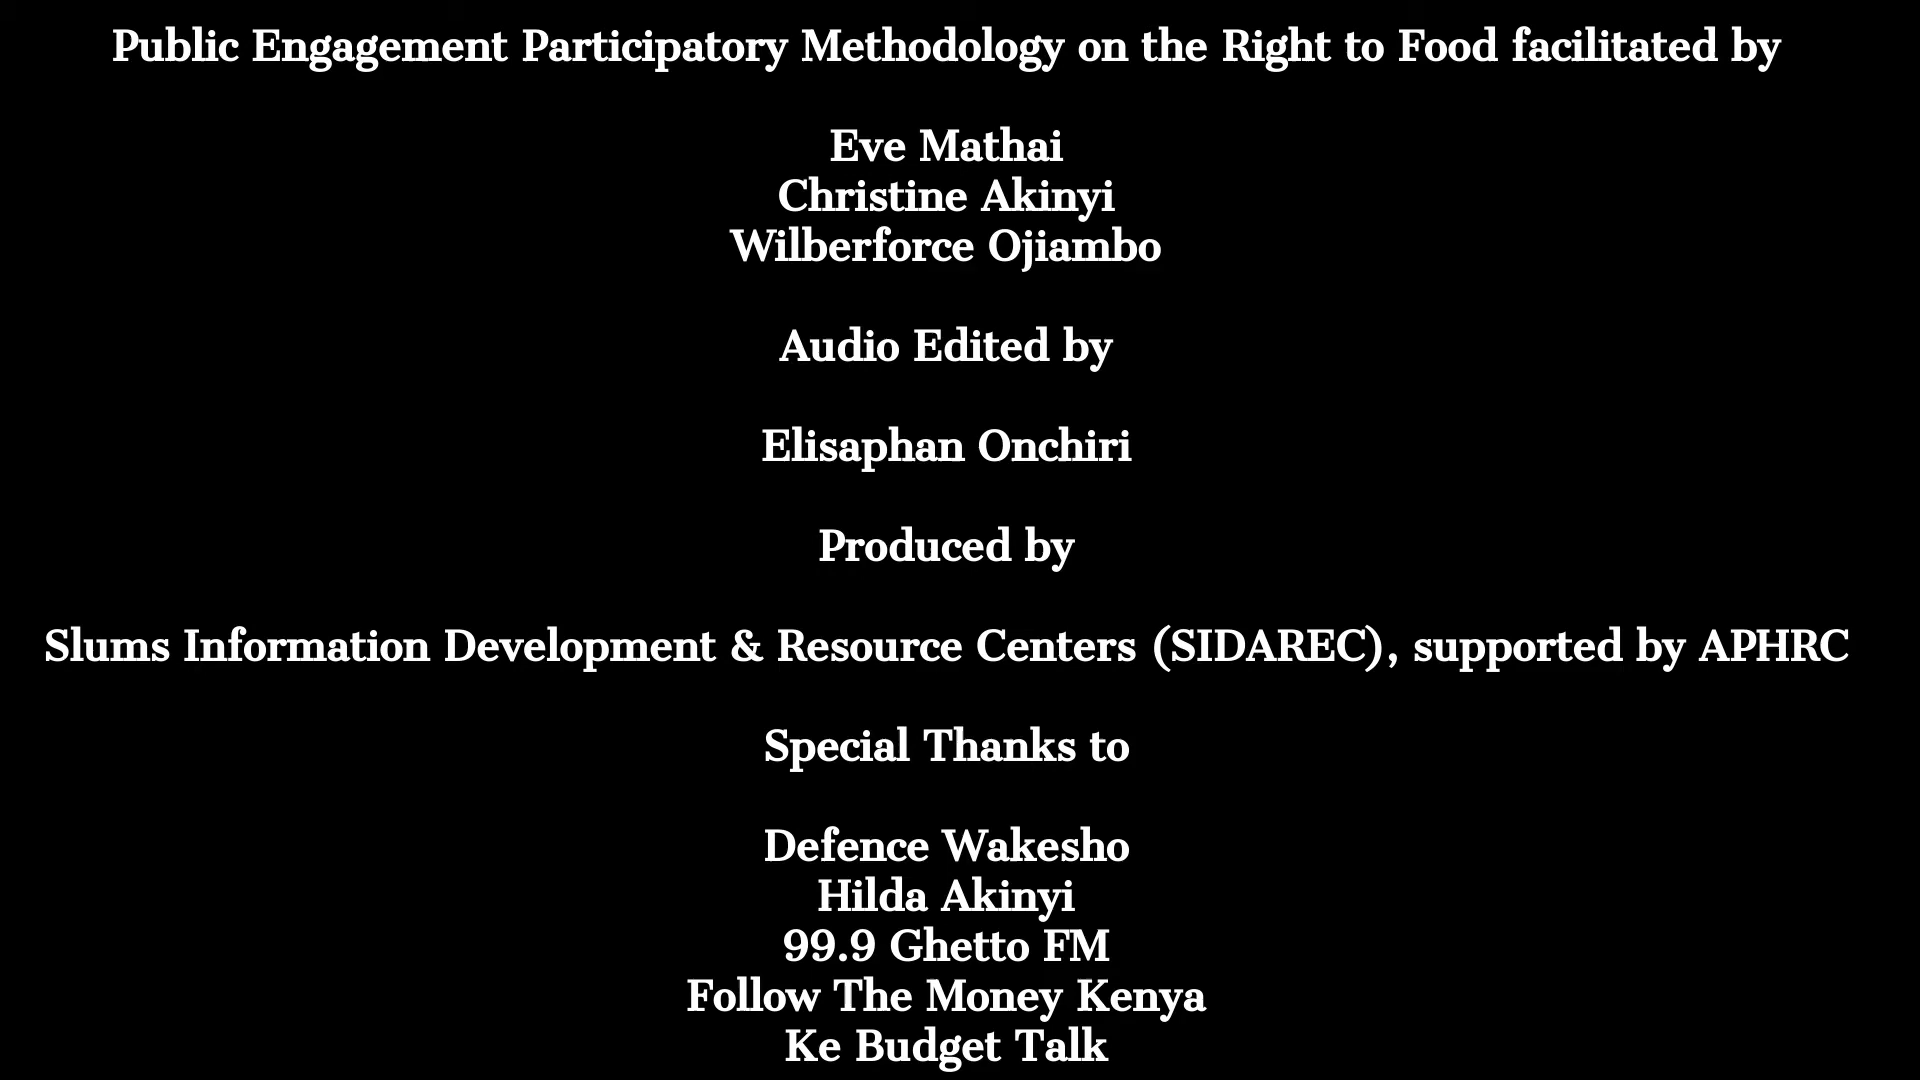 Public Engagement Participatory Methodology on the Right to Food facilitated by
Eve Mathai
Christine Akinyi
Wilberforce Ojiambo
Audio Edited by
Elisaphan Onchiri
Produced by
Slums Information Development & Resource Centers (SIDAREC), supported by APHRC
Special Thanks to
Defence Wakesho
Hilda Akinyi
99.9 Ghetto FM
Follow The Money Kenya
Ke Budget Talk